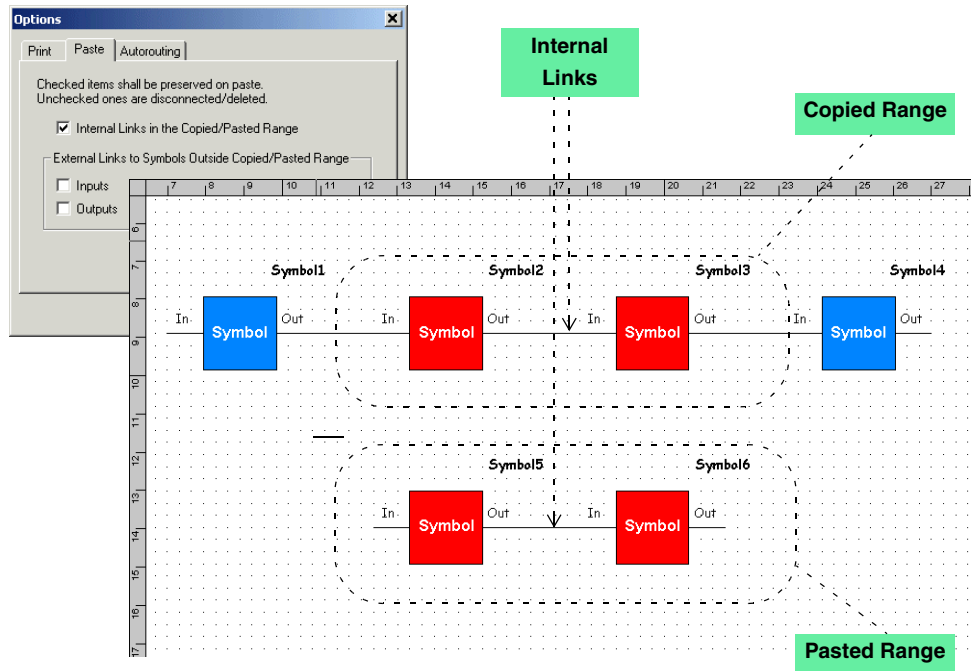 Options
Print Paste Autorouting
Checked items shall be preserved on paste.
Unchecked ones are disconnected/deleted.
Internal Links in the Copied/Pasted Range
External Links to Symbols Outside Copied/Pasted Range
Inputs
Outputs
Internal
Links
Copied Range
7 8 9 10 11 12 13 14 15 16 17 18 19 20 21 22 23 24 25 26 27
6
7
8
9
10
11
12
13
14
15
16
17
Symbol1 Symbol2 Symbol3 Symbol4
In Symbol Out In Symbol Out In Symbol Out In Symbol Out
Symbol5 Symbol6
In Symbol Out In Symbol Out
Pasted Range